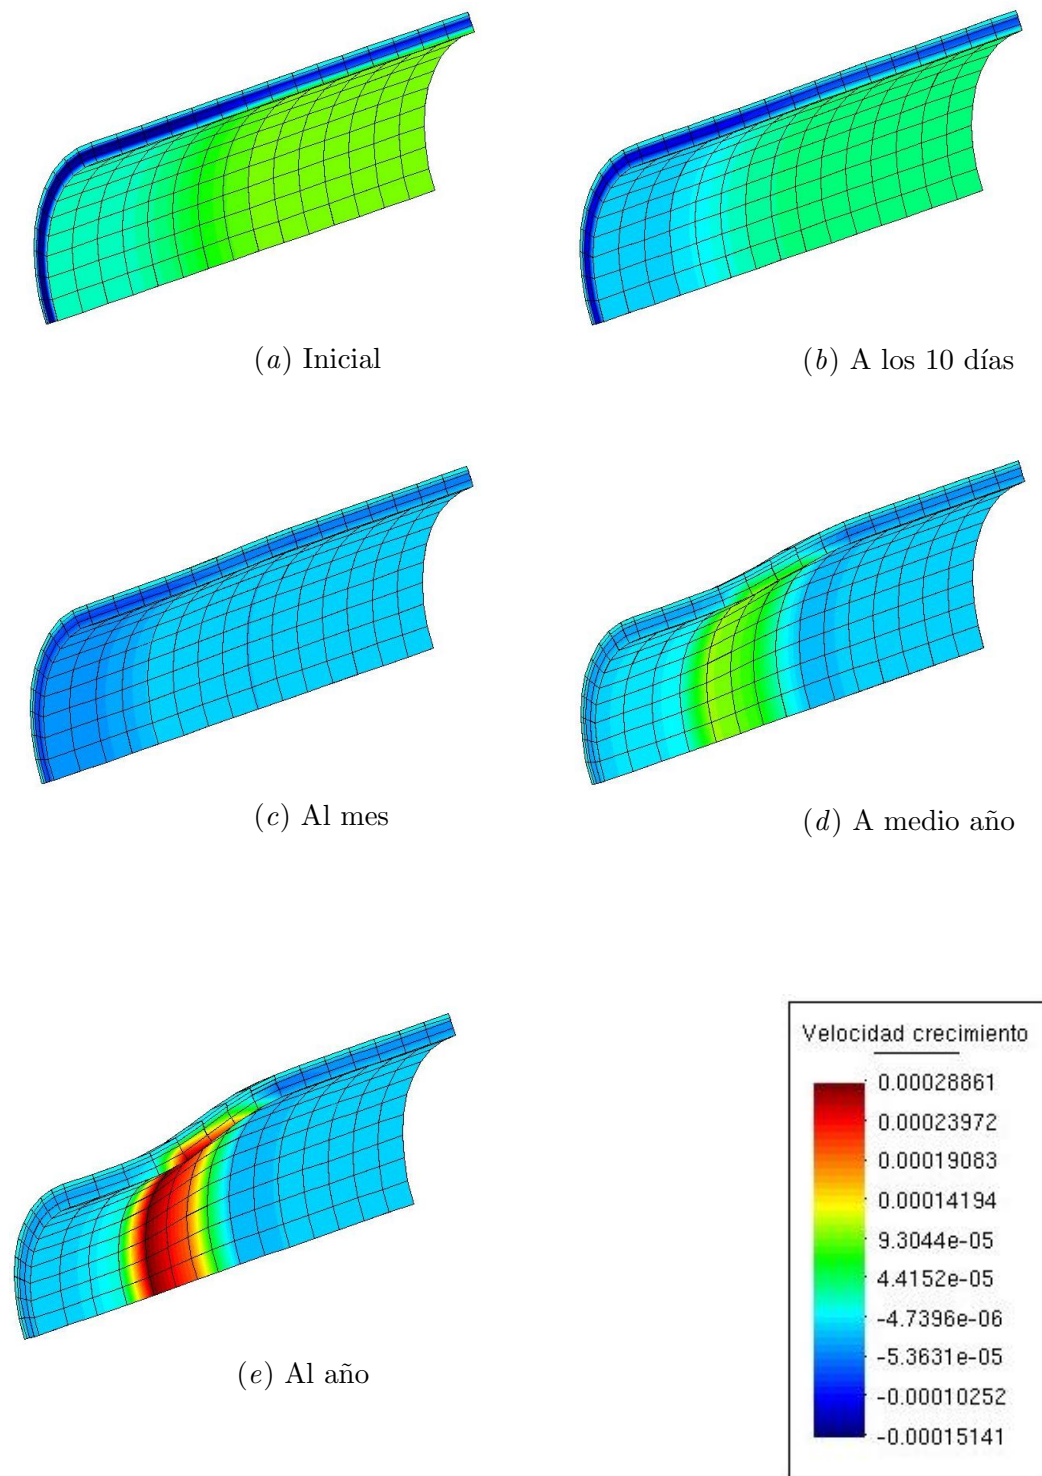 (a) Inicial
(b) A los 10 días
(c) Al mes
(d) A medio año
(e) Al año
Velocidad crecimiento
0.00028861
0.00023972
0.00019083
0.00014194
9.3044e-05
4.4152e-05
-4.7396e-06
-5.3631e-05
-0.00010252
-0.00015141